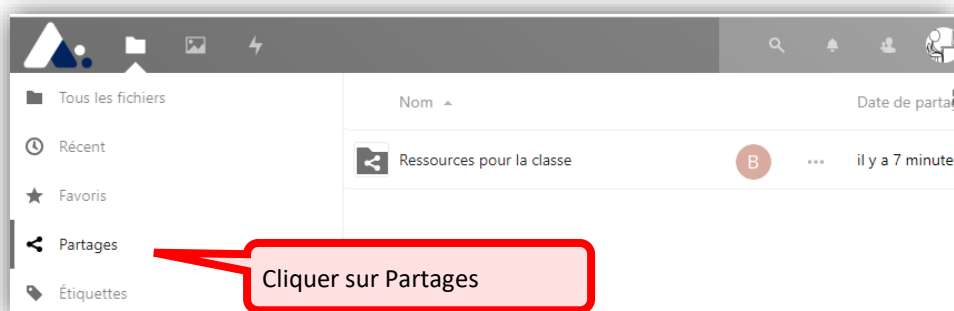 Tous les fichiers
Nom
Date de partag
Récent
Ressources pour la classe B ... il y a 7 minute
Favoris
Partages
Cliquer sur Partages
Étiquettes